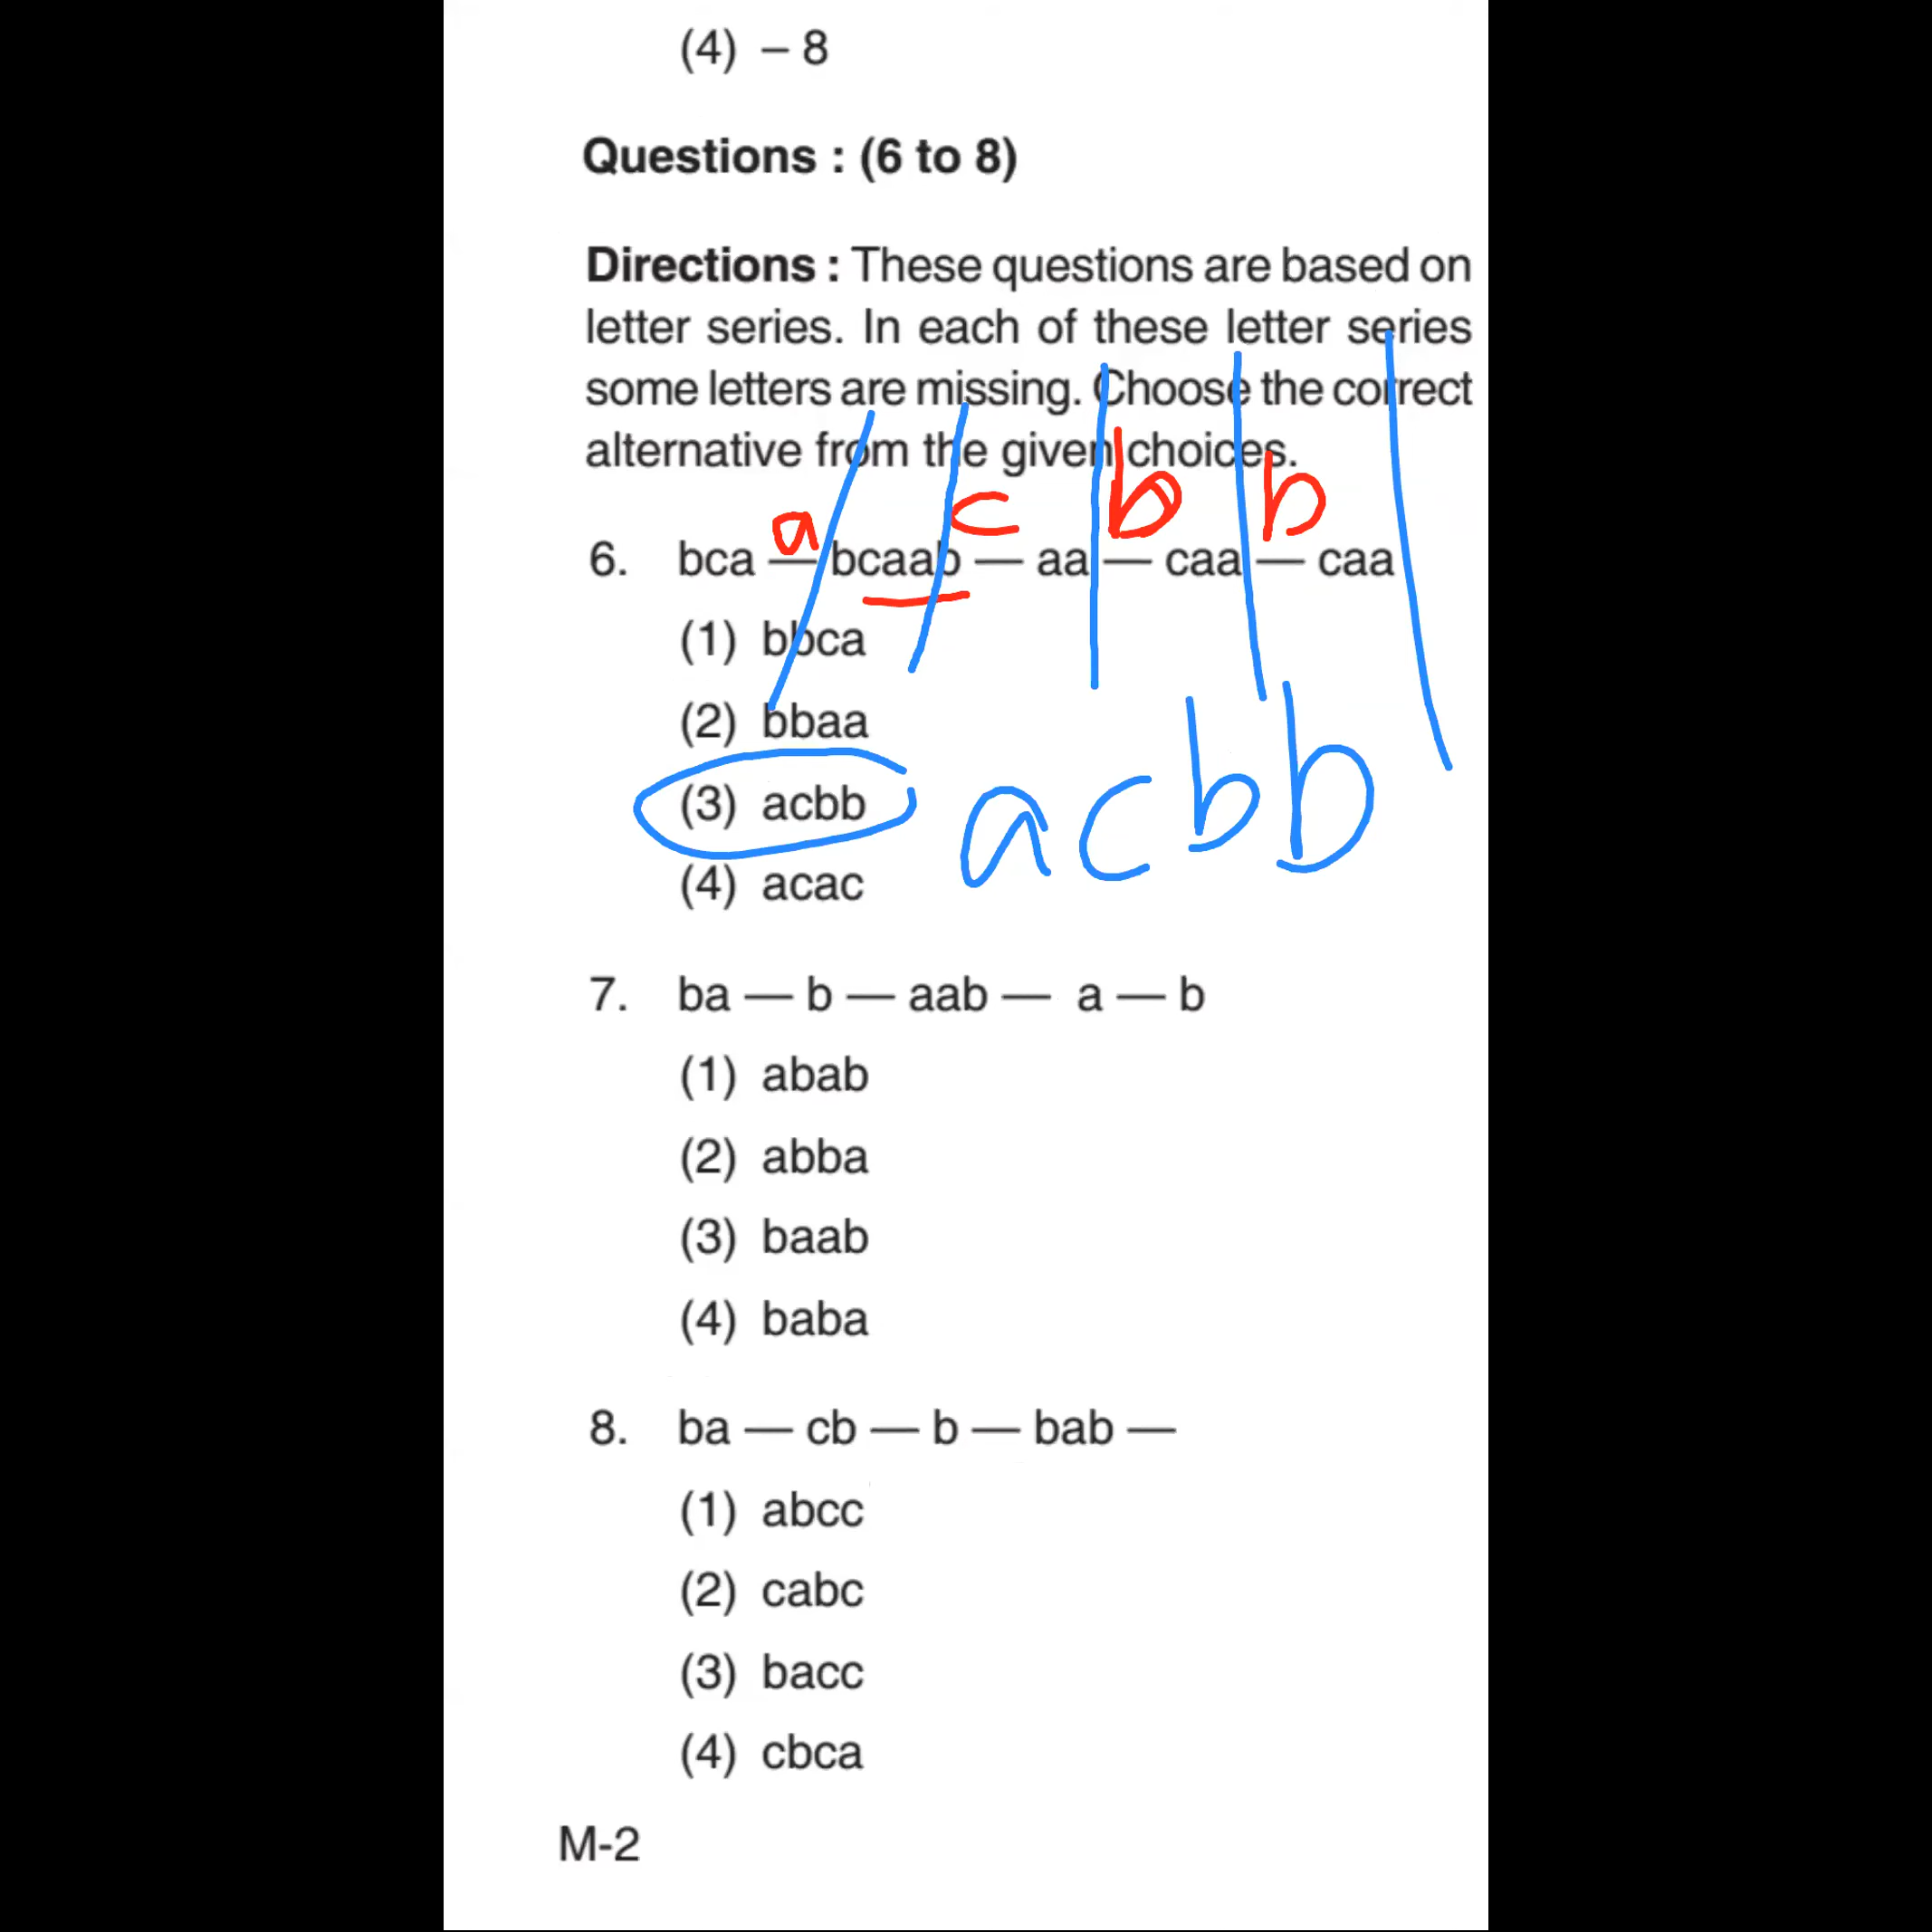 (4) – 8
Questions : (6 to 8)
Directions : These questions are based on
letter series. In each of these letter series
some letters are missing. Choose the correct
alternative from the given choices.
a c b b
6. bca — bcaab — aa — caa — caa
(1) bbca
(2) bbaa
(3) acbb acbb
(4) acac
7. ba — b — aab — a — b
(1) abab
(2) abba
(3) baab
(4) baba
8. ba — cb — b — bab —
(1) abcc
(2) cabc
(3) bacc
(4) cbca
M-2